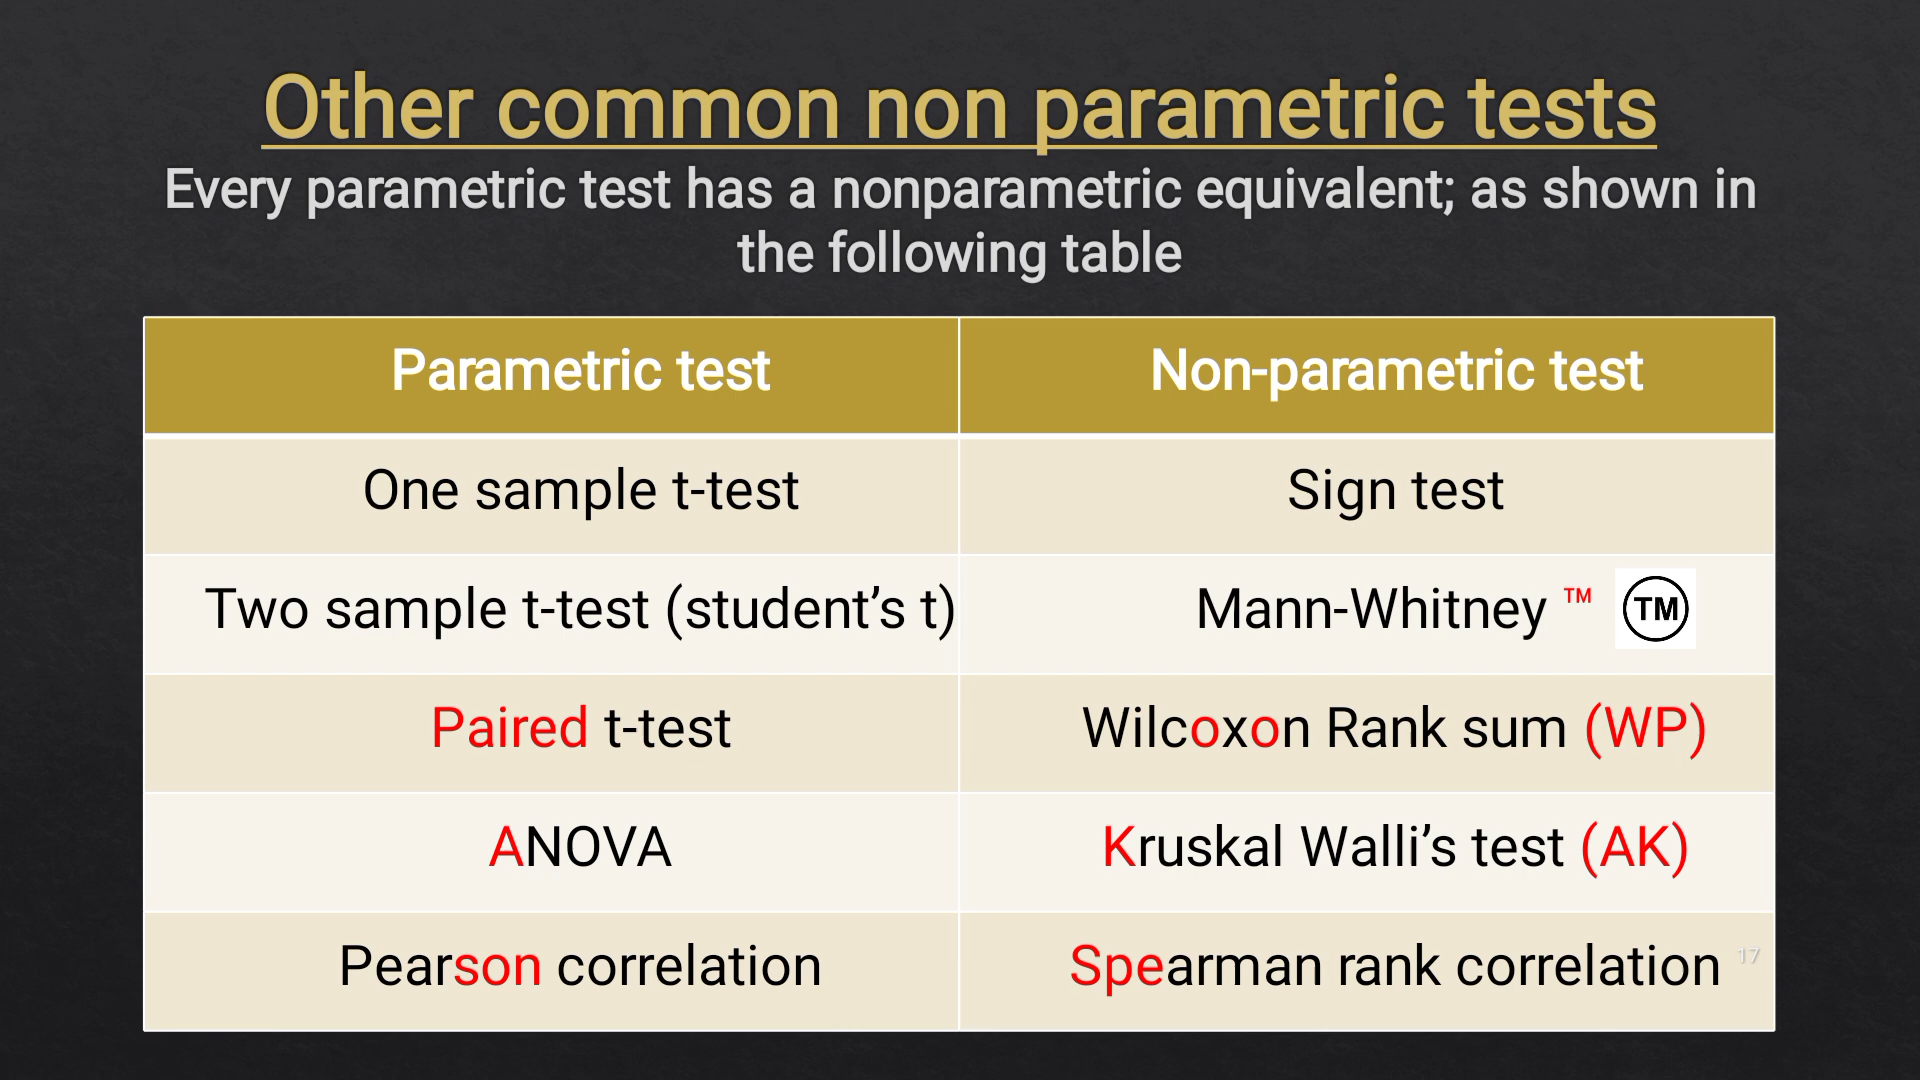 Other common non parametric tests
Every parametric test has a nonparametric equivalent; as shown in
the following table
Parametric test
Non-parametric test
One sample t-test
Sign test
Two sample t-test (student’s t)
Mann-Whitney ™ TM
Paired t-test
Wilcoxon Rank sum (WP)
ANOVA
Kruskal Walli’s test (AK)
Pearson correlation
Spearman rank correlation
17